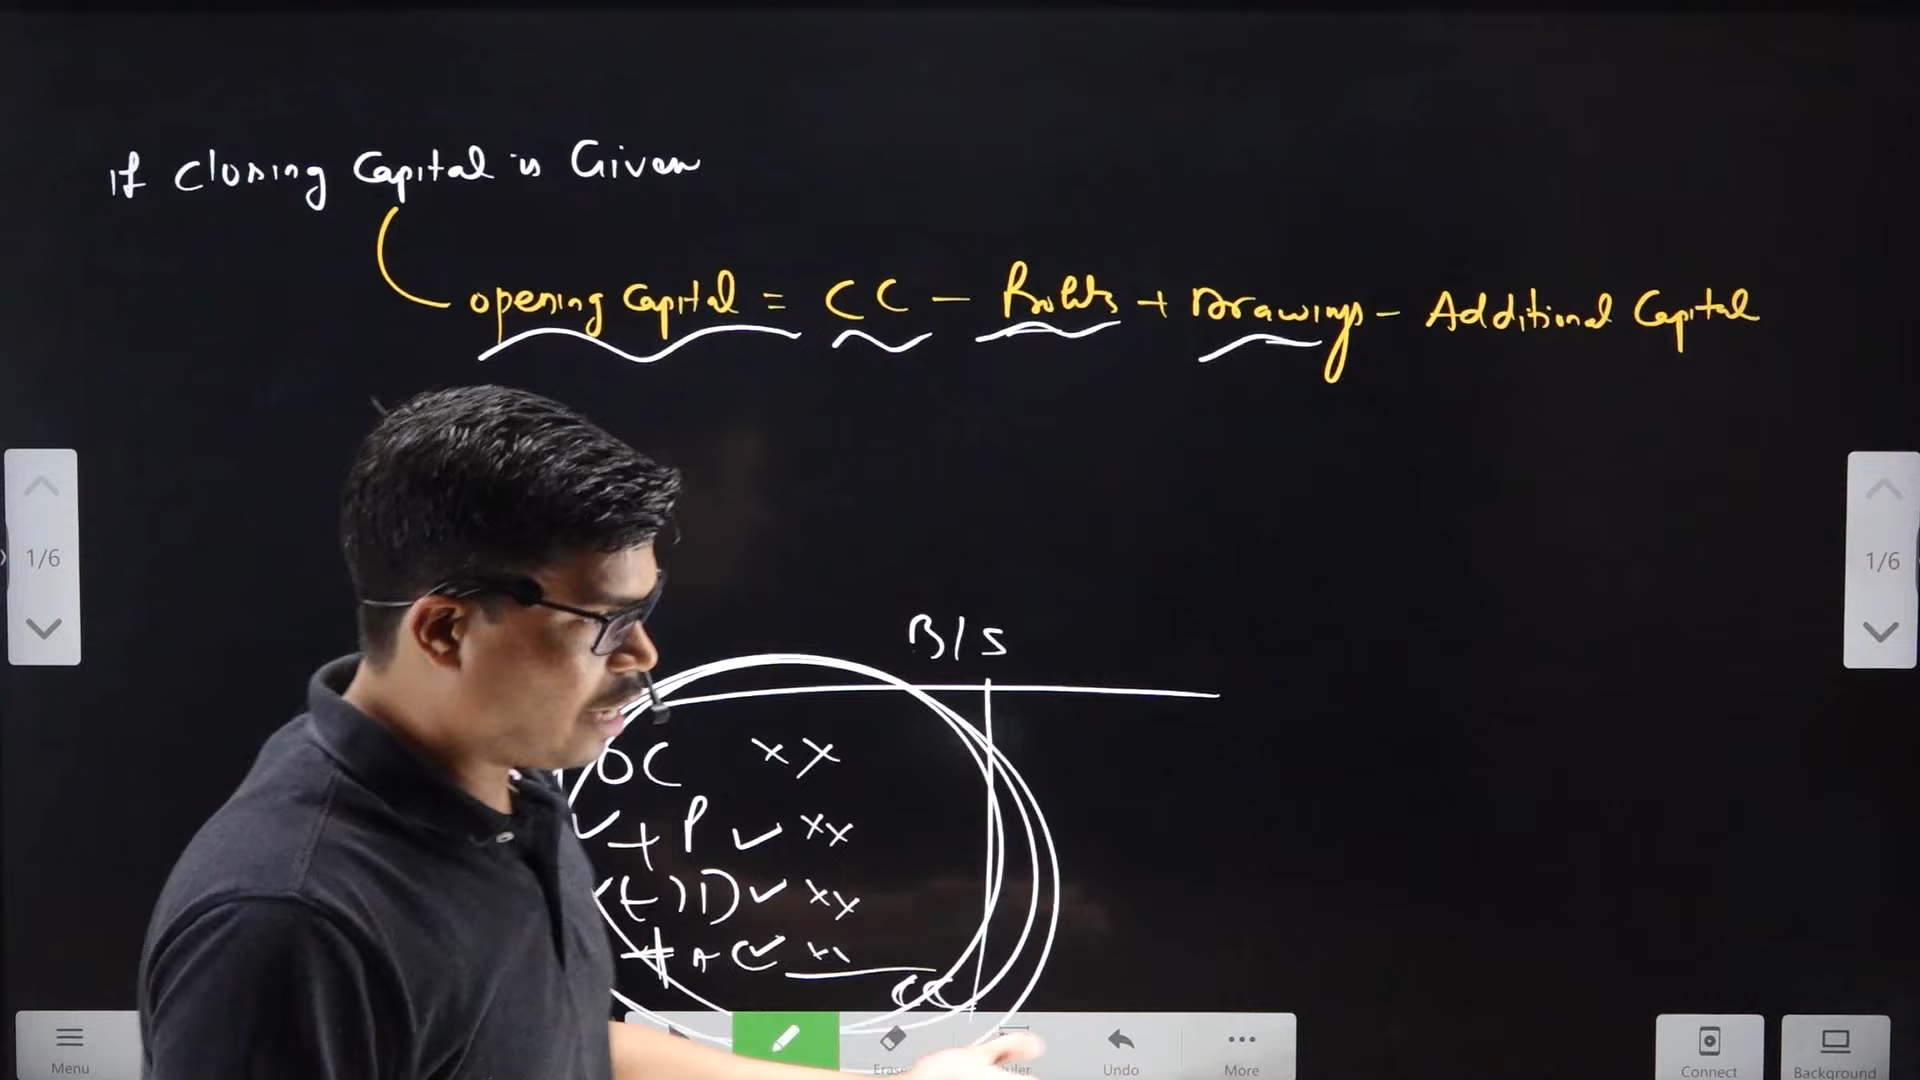 If Closing Capital is Given
opening Capital = CC - Profits + Drawings - Additional Capital
B/S
OC xx
✓ + P ✓ xx
(-) D ✓ xx
+ A C ✓ xx
CC
1/6
1/6
Menu
Erase
Undo
More
Connect
Background